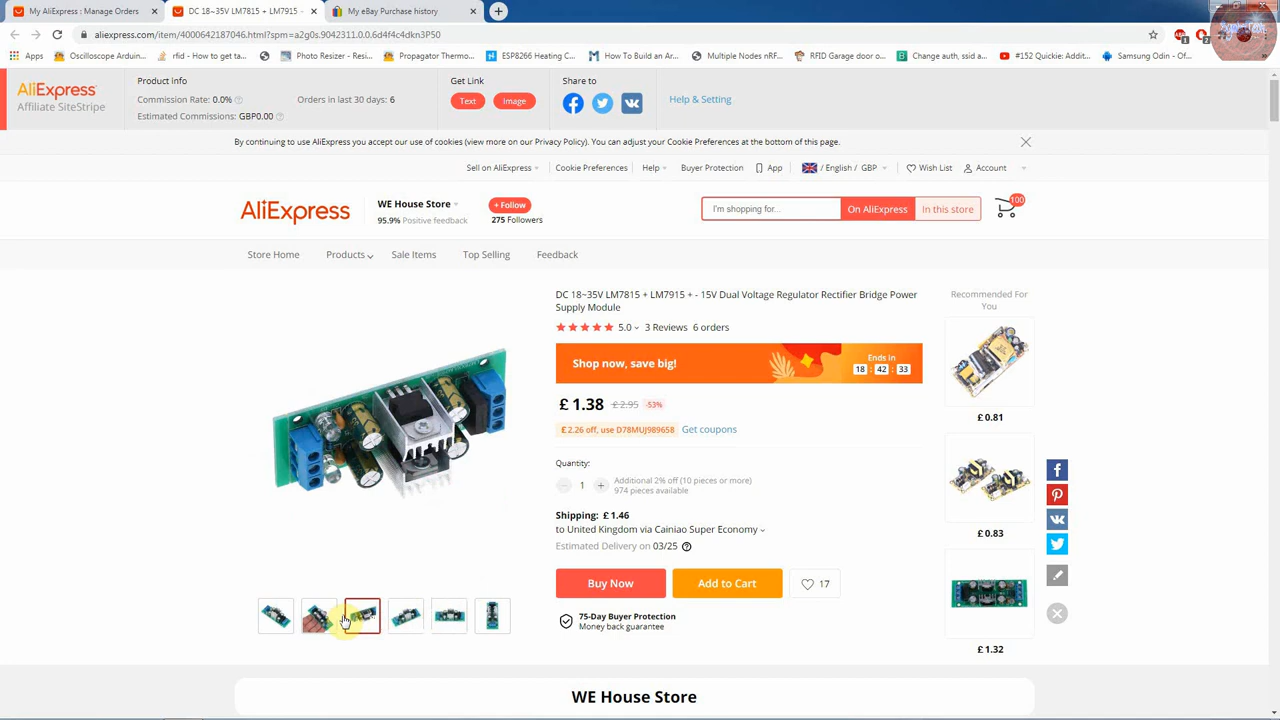 My AliExpress : Manage Orders
DC 18~35V LM7815 + LM7915 -
My eBay Purchase history
aliexpress.com/item/4000642187046.html?spm=a2g0s.9042311.0.0.6d4f4c4dkn3P50
Apps
Oscilloscope Arduin...
rfid - How to get ta...
Photo Resizer - Resi...
Propagator Thermo...
ESP8266 Heating C...
How To Build an Ar...
Multiple Nodes nRF...
RFID Garage door o...
Change auth, ssid a...
#152 Quickie: Addit...
Samsung Odin - Of...
AliExpress
Affiliate SiteStripe
Product info
Commission Rate: 0.0%
Orders in last 30 days: 6
Estimated Commissions: GBP0.00
Get Link
Text
Image
Share to
Help & Setting
By continuing to use AliExpress you accept our use of cookies (view more on our Privacy Policy). You can adjust your Cookie Preferences at the bottom of this page.
Sell on AliExpress
Cookie Preferences
Help
Buyer Protection
App
/ English / GBP
Wish List
Account
AliExpress
WE House Store
95.9% Positive feedback
+ Follow
275 Followers
I'm shopping for...
On AliExpress
In this store
100
Store Home
Products
Sale Items
Top Selling
Feedback
DC 18~35V LM7815 + LM7915 + - 15V Dual Voltage Regulator Rectifier Bridge Power
Supply Module
5.0
3 Reviews
6 orders
Shop now, save big!
Ends in
18 : 42 : 33
£ 1.38
£ 2.95
-53%
£ 2.26 off, use D78MUJ989658
Get coupons
Quantity:
1
Additional 2% off (10 pieces or more)
974 pieces available
Shipping: £ 1.46
to United Kingdom via Cainiao Super Economy
Estimated Delivery on 03/25
Buy Now
Add to Cart
17
75-Day Buyer Protection
Money back guarantee
Recommended For
You
£ 0.81
£ 0.83
£ 1.32
WE House Store